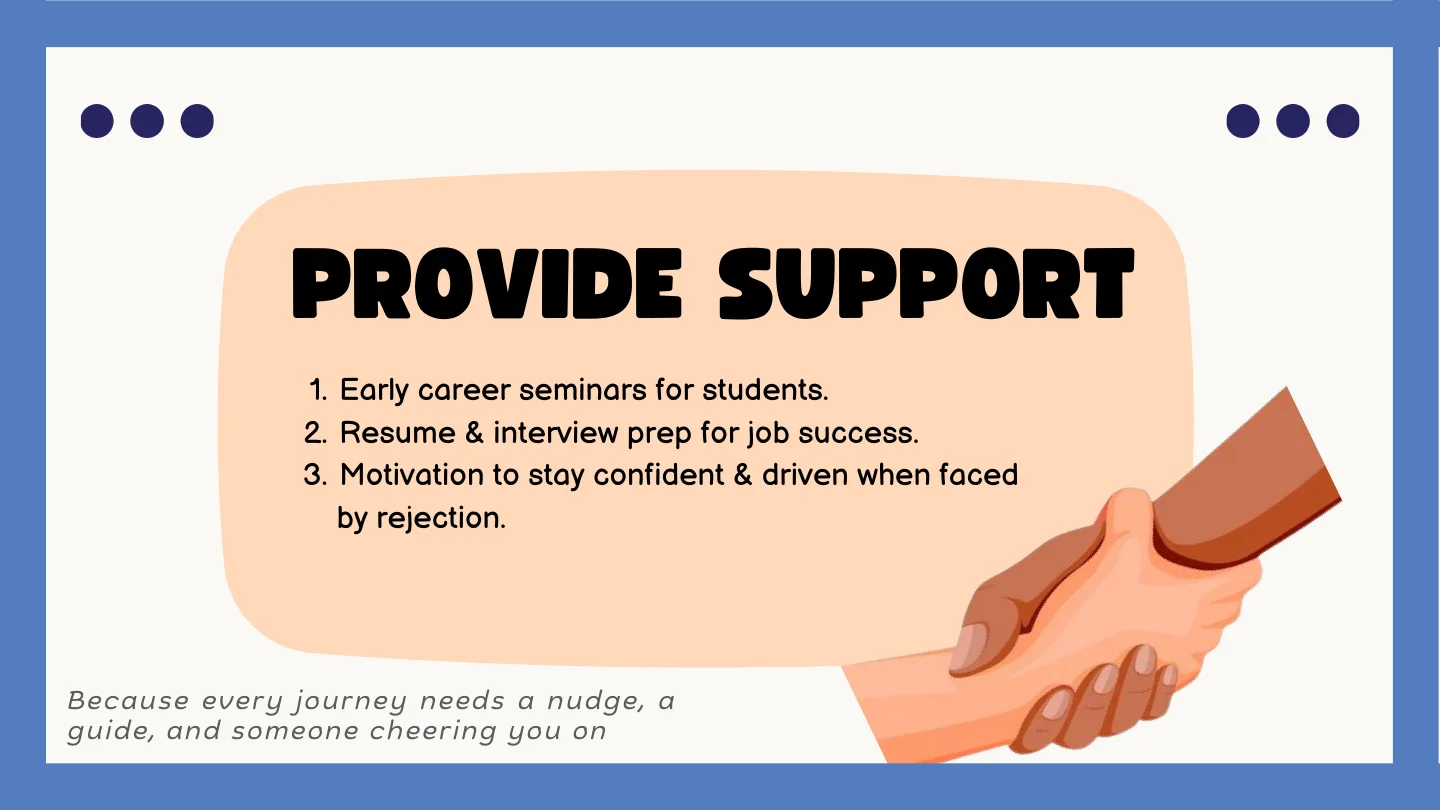 PROVIDE SUPPORT
1. Early career seminars for students.
2. Resume & interview prep for job success.
3. Motivation to stay confident & driven when faced
by rejection.
Because every journey needs a nudge, a
guide, and someone cheering you on